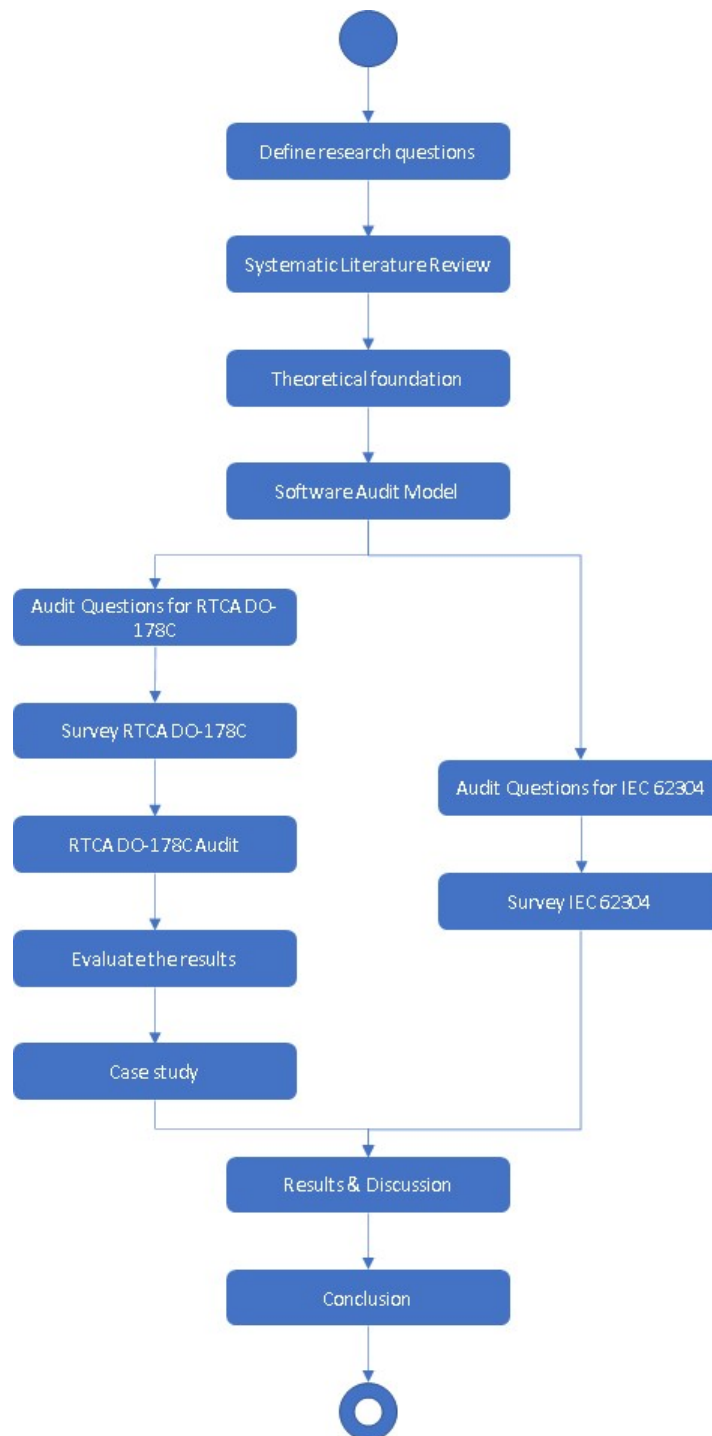 Define research questions
Systematic Literature Review
Theoretical foundation
Software Audit Model
Audit Questions for RTCA DO-
178C
Survey RTCA DO-178C
RTCA DO-178C Audit
Evaluate the results
Case study
Audit Questions for IEC 62304
Survey IEC 62304
Results & Discussion
Conclusion